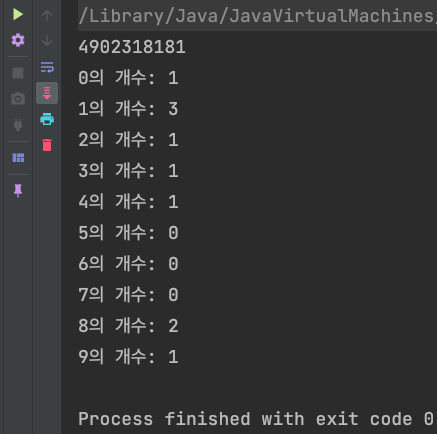 /Library/Java/JavaVirtualMachines
4902318181
0의 개수: 1
1의 개수: 3
2의 개수: 1
3의 개수: 1
4의 개수: 1
5의 개수: 0
6의 개수: 0
7의 개수: 0
8의 개수: 2
9의 개수: 1
Process finished with exit code 0